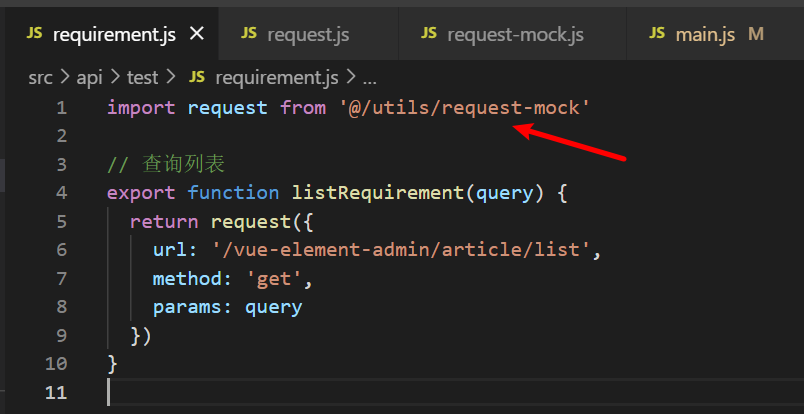 JS requirement.js × JS request.js JS request-mock.js JS main.js M
src > api > test > JS requirement.js > ...
1 import request from '@/utils/request-mock'
2
3 // 查询列表
4 export function listRequirement(query) {
5 return request({
6 url: '/vue-element-admin/article/list',
7 method: 'get',
8 params: query
9 })
10 }
11